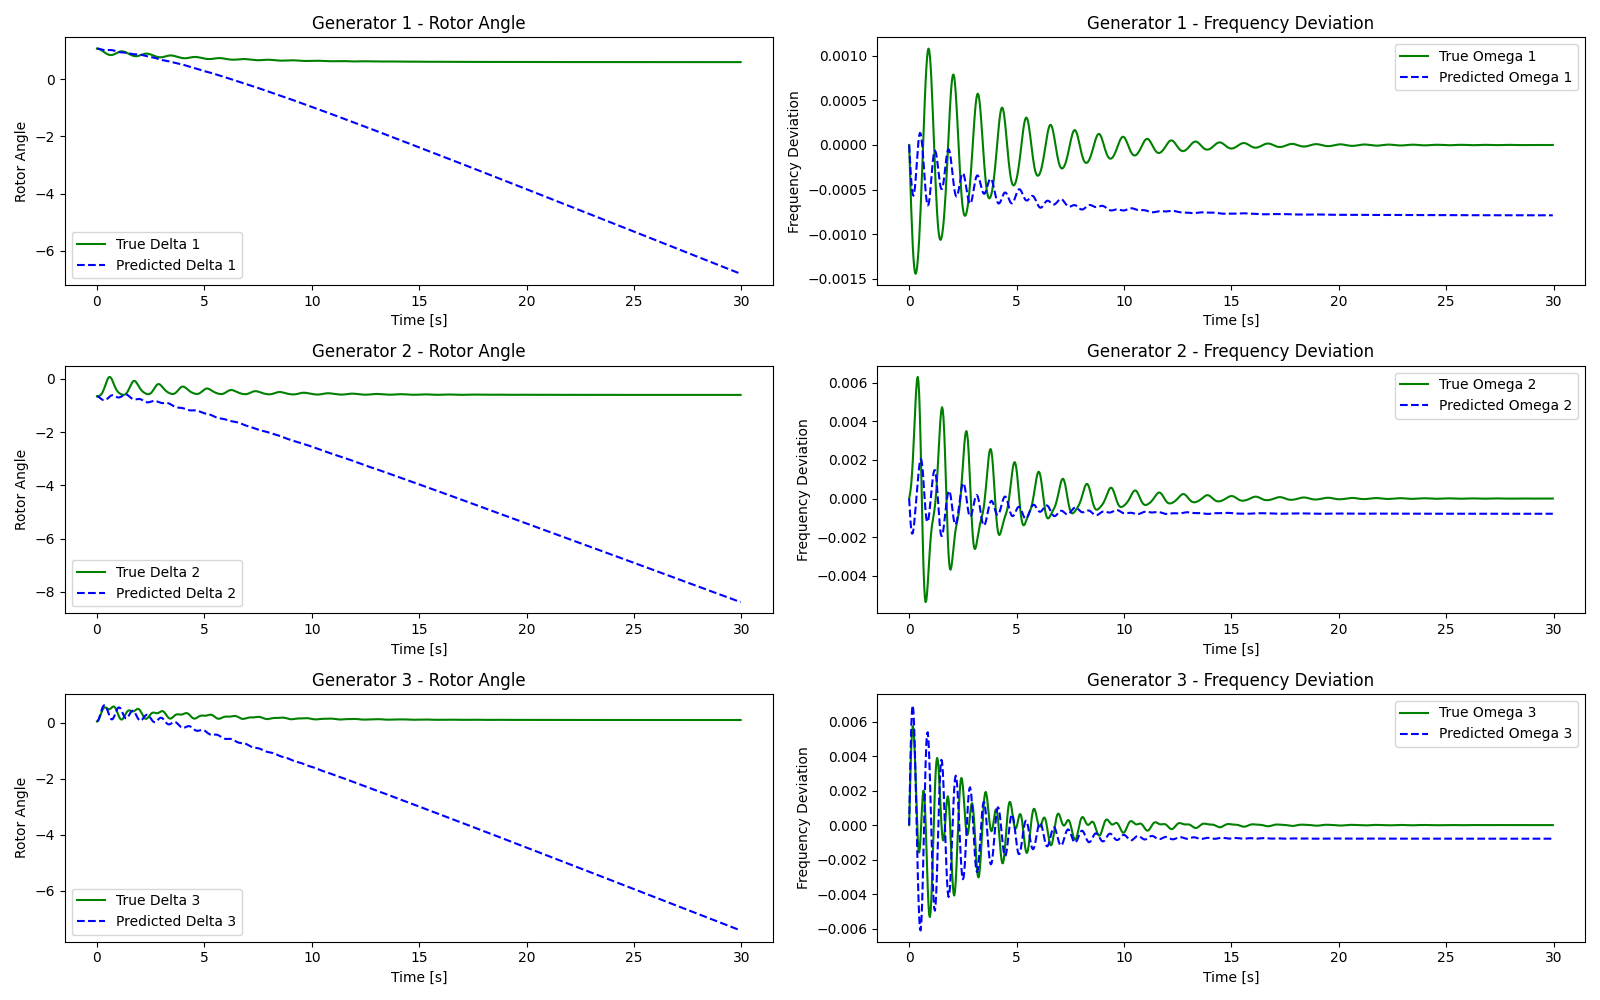 Generator 1 - Rotor Angle
Rotor Angle
0
−2
−4
−6
True Delta 1
Predicted Delta 1
0 5 10 15 20 25 30
Time [s]
Generator 1 - Frequency Deviation
Frequency Deviation
0.0010
0.0005
0.0000
−0.0005
−0.0010
−0.0015
True Omega 1
Predicted Omega 1
0 5 10 15 20 25 30
Time [s]
Generator 2 - Rotor Angle
Rotor Angle
0
−2
−4
−6
−8
True Delta 2
Predicted Delta 2
0 5 10 15 20 25 30
Time [s]
Generator 2 - Frequency Deviation
Frequency Deviation
0.006
0.004
0.002
0.000
−0.002
−0.004
True Omega 2
Predicted Omega 2
0 5 10 15 20 25 30
Time [s]
Generator 3 - Rotor Angle
Rotor Angle
0
−2
−4
−6
True Delta 3
Predicted Delta 3
0 5 10 15 20 25 30
Time [s]
Generator 3 - Frequency Deviation
Frequency Deviation
0.006
0.004
0.002
0.000
−0.002
−0.004
−0.006
True Omega 3
Predicted Omega 3
0 5 10 15 20 25 30
Time [s]